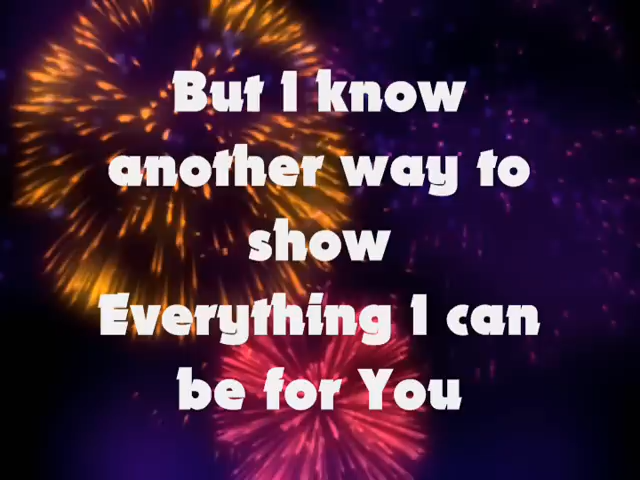 But I know
another way to
show
Everything I can
be for You